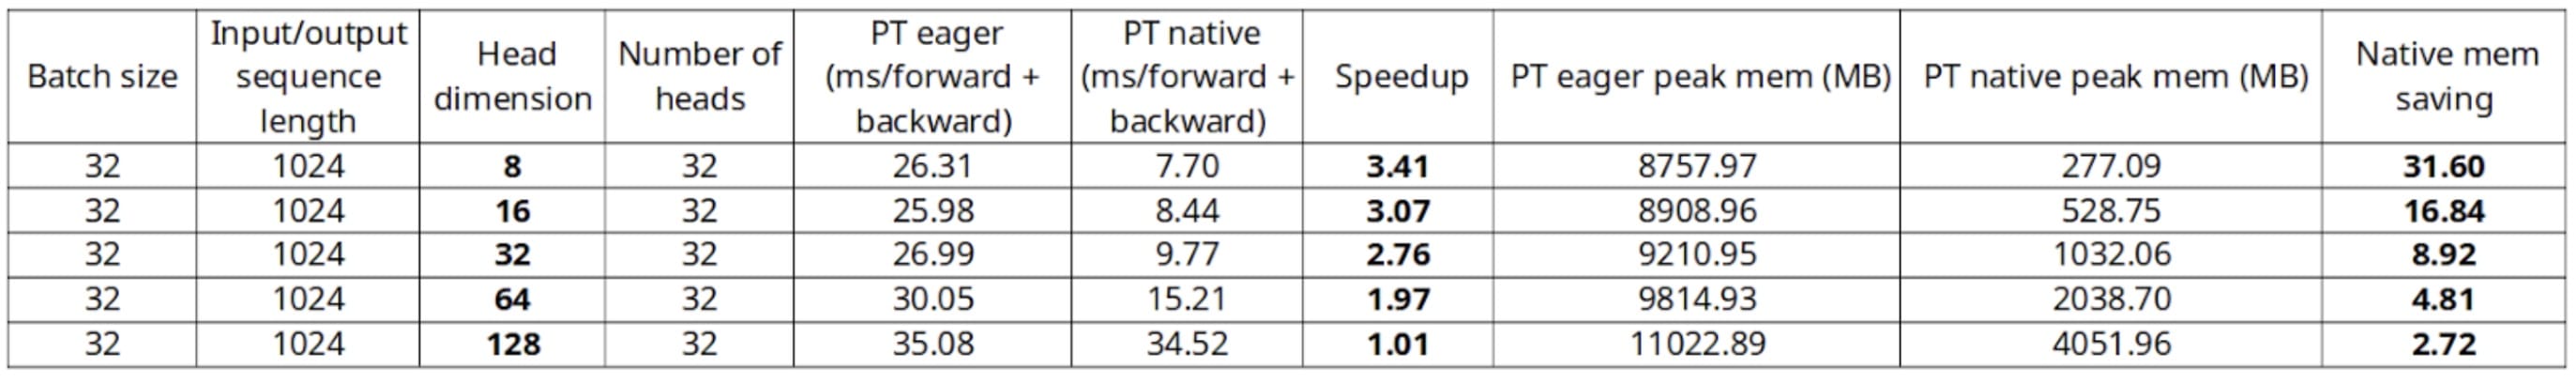 Batch size
Input/output
sequence
length
Head
dimension
Number of
heads
PT eager
(ms/forward +
backward)
PT native
(ms/forward +
backward)
Speedup
PT eager peak mem (MB)
PT native peak mem (MB)
Native mem
saving
32 1024 8 32 26.31 7.70 3.41 8757.97 277.09 31.60
32 1024 16 32 25.98 8.44 3.07 8908.96 528.75 16.84
32 1024 32 32 26.99 9.77 2.76 9210.95 1032.06 8.92
32 1024 64 32 30.05 15.21 1.97 9814.93 2038.70 4.81
32 1024 128 32 35.08 34.52 1.01 11022.89 4051.96 2.72